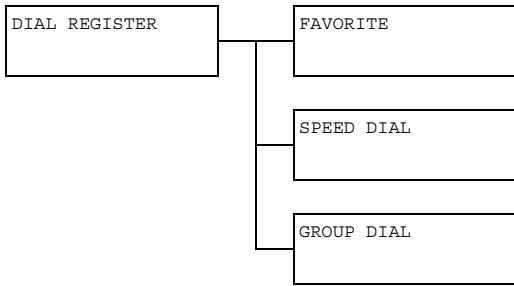 DIAL REGISTER
FAVORITE
SPEED DIAL
GROUP DIAL